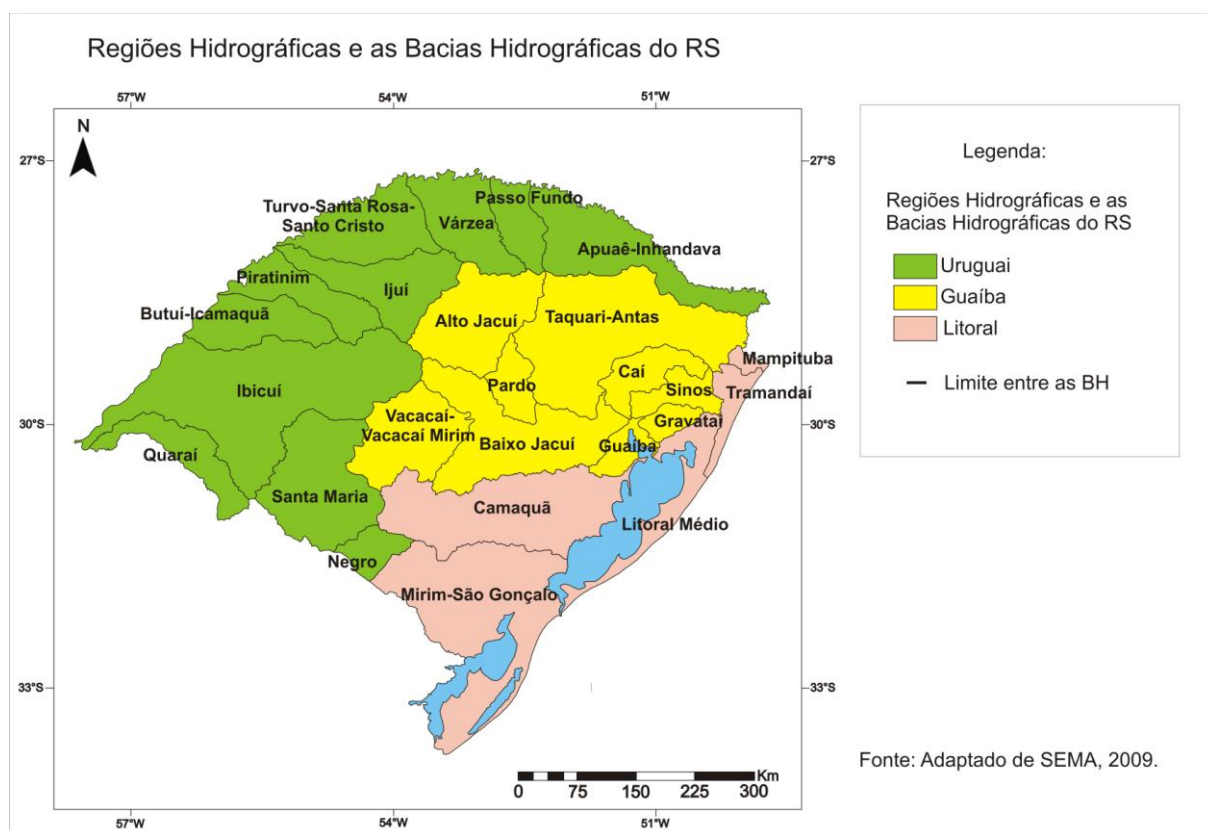 Regiões Hidrográficas e as Bacias Hidrográficas do RS
57°W
54°W
51°W
N
27°S
27°S
Passo Fundo
Turvo-Santa Rosa-
Santo Cristo
Várzea
Apuaê-Inhandava
Piratinim
Ijuí
Butuí-Icamaquã
Alto Jacuí
Taquari-Antas
Mampituba
Caí
Ibicuí
Pardo
Sinos
Tramandaí
Vacacaí-
Vacacaí Mirim
Gravataí
30°S
30°S
Quaraí
Baixo Jacuí
Guaíba
Santa Maria
Camaquã
Litoral Médio
Negro
Mirim-São Gonçalo
33°S
33°S
Km
0 75 150 225 300
57°W
54°W
51°W
Legenda:
Regiões Hidrográficas e as
Bacias Hidrográficas do RS
Uruguai
Guaíba
Litoral
Limite entre as BH
Fonte: Adaptado de SEMA, 2009.